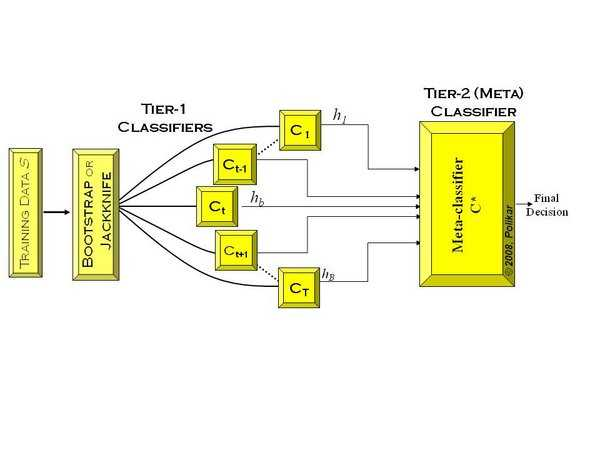 Tier-1
Classifiers
Tier-2 (Meta)
Classifier
Training Data S
Bootstrap or
Jackknife
C1
Ct-1
Ct
Ct+1
CT
h1
hb
hB
Meta-classifier
C*
© 2008, Polikar
Final
Decision